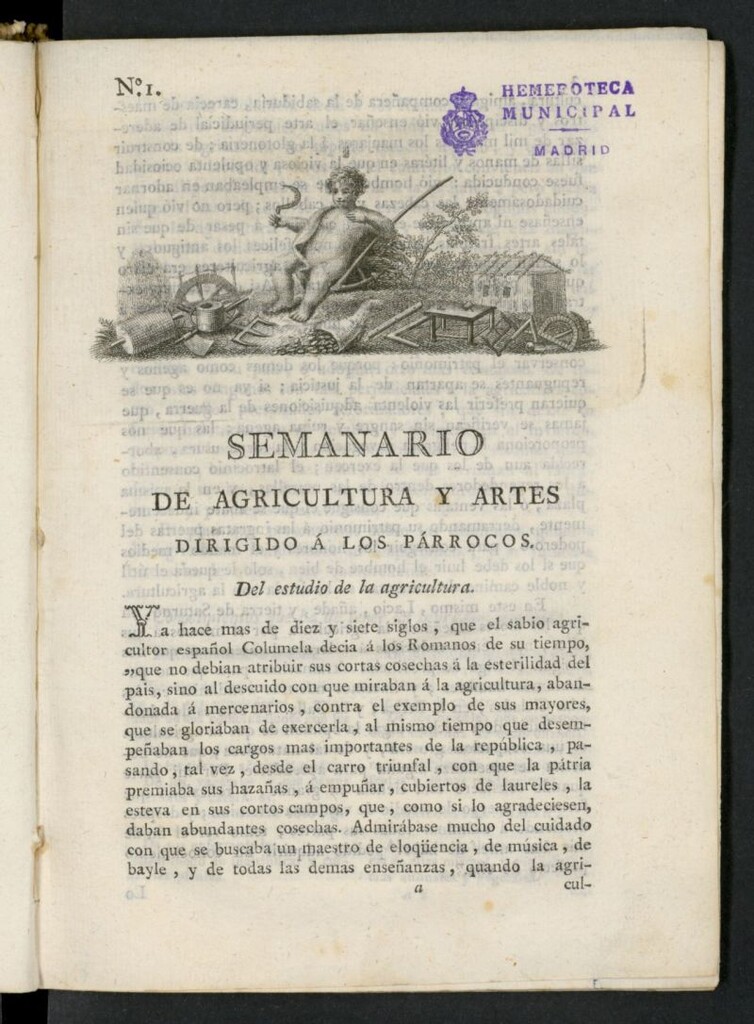 Nº. 1.
HEMEROTECA
MUNICIPAL
MADRID
SEMANARIO
DE AGRICULTURA Y ARTES
DIRIGIDO Á LOS PÁRROCOS.
Del estudio de la agricultura.
Ya hace mas de diez y siete siglos, que el sabio agri-
cultor español Columela decia á los Romanos de su tiempo,
„que no debian atribuir sus cortas cosechas á la esterilidad del
pais, sino al descuido con que miraban á la agricultura, aban-
donada á mercenarios, contra el exemplo de sus mayores,
que se gloriaban de exercerla, al mismo tiempo que desem-
peñaban los cargos mas importantes de la república, pa-
sando, tal vez, desde el carro triunfal, con que la pátria
premiaba sus hazañas, á empuñar, cubiertos de laureles, la
esteva en sus cortos campos, que, como si lo agradeciesen,
daban abundantes cosechas. Admirábase mucho del cuidado
con que se buscaba un maestro de eloqüencia, de música, de
bayle, y de todas las demas enseñanzas, quando la agri-
a cul-